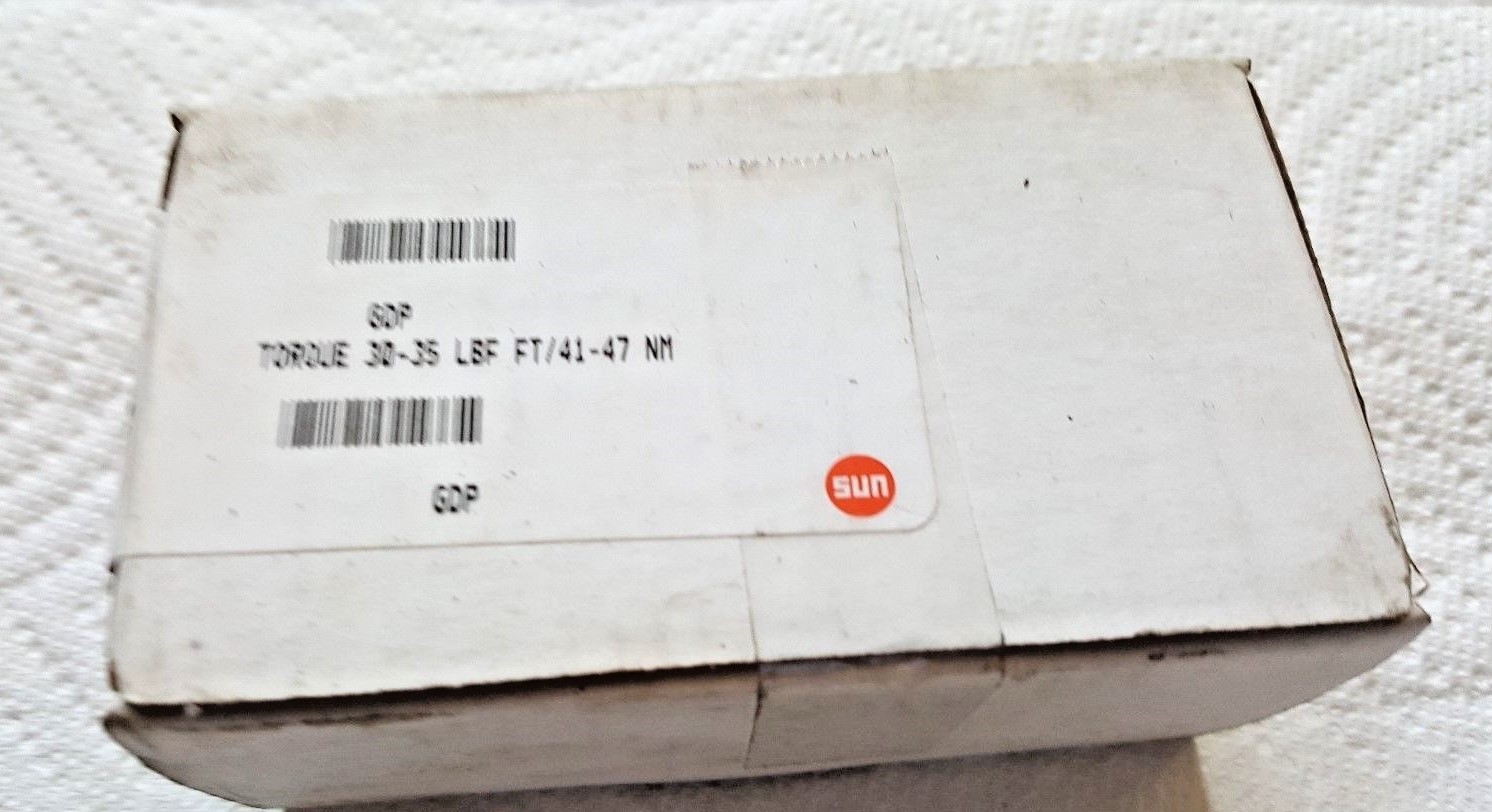 GDP
TORQUE 30-35 LBF FT/41-47 NM
GDP
sun